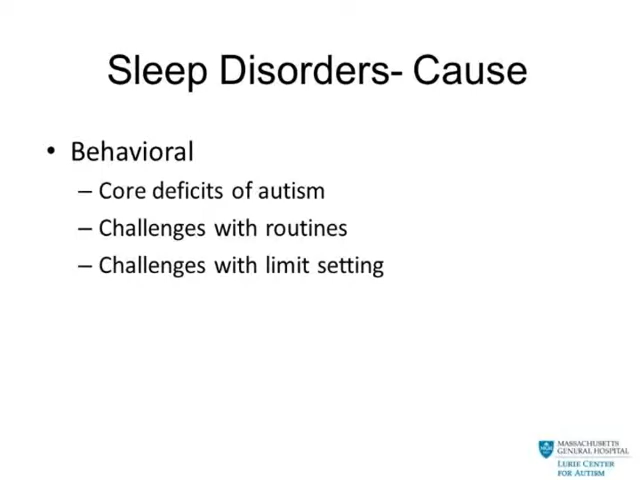 Sleep Disorders- Cause
• Behavioral
– Core deficits of autism
– Challenges with routines
– Challenges with limit setting
MASSACHUSETTS
GENERAL HOSPITAL
LURIE CENTER
FOR AUTISM